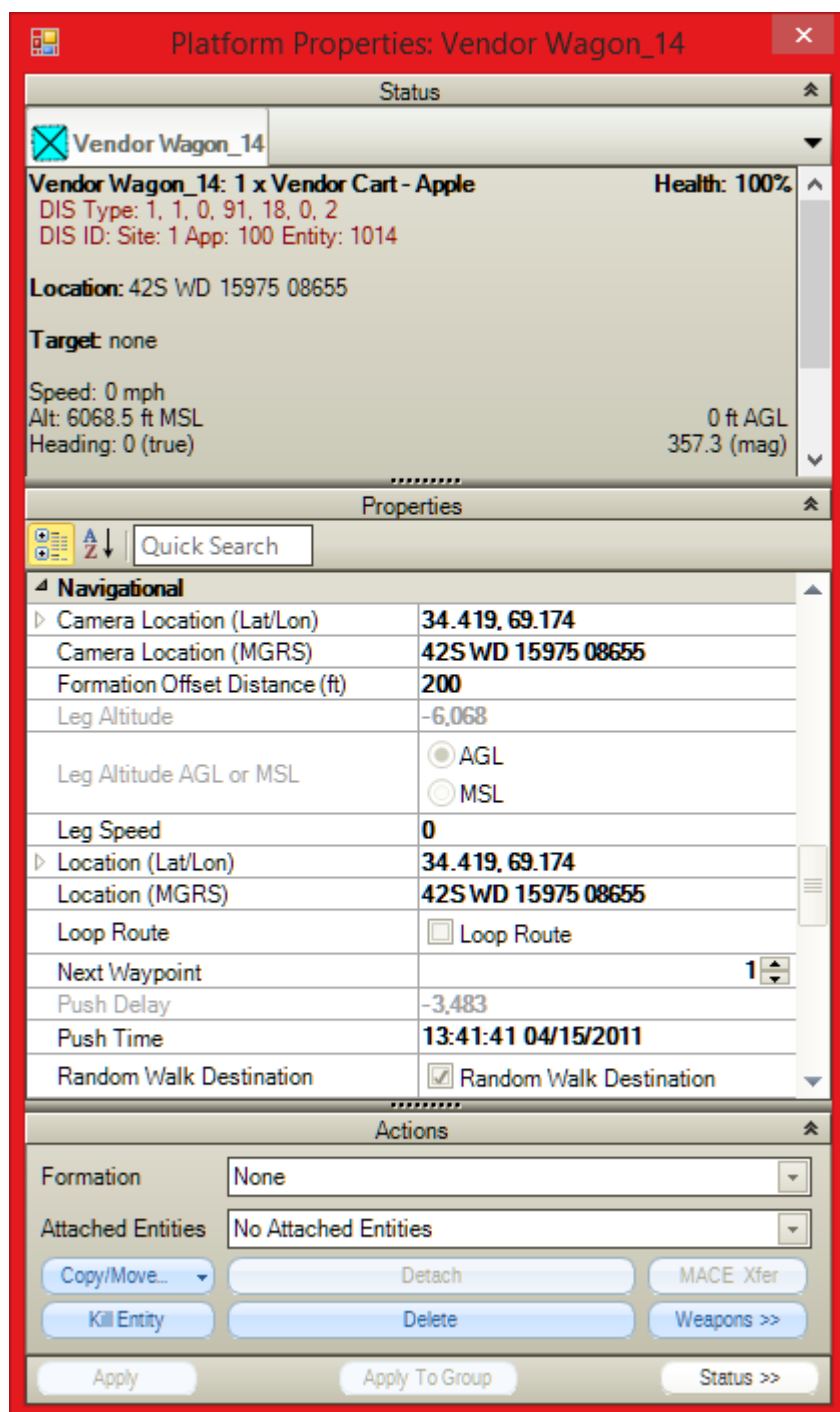 Platform Properties: Vendor Wagon_14
Status
Vendor Wagon_14
Vendor Wagon_14: 1 x Vendor Cart - Apple Health: 100%
DIS Type: 1, 1, 0, 91, 18, 0, 2
DIS ID: Site: 1 App: 100 Entity: 1014
Location: 42S WD 15975 08655
Target: none
Speed: 0 mph
Alt: 6068.5 ft MSL 0 ft AGL
Heading: 0 (true) 357.3 (mag)
Properties
Quick Search
Navigational
Camera Location (Lat/Lon) 34.419, 69.174
Camera Location (MGRS) 42S WD 15975 08655
Formation Offset Distance (ft) 200
Leg Altitude -6,068
Leg Altitude AGL or MSL AGL
MSL
Leg Speed 0
Location (Lat/Lon) 34.419, 69.174
Location (MGRS) 42S WD 15975 08655
Loop Route Loop Route
Next Waypoint 1
Push Delay -3,483
Push Time 13:41:41 04/15/2011
Random Walk Destination Random Walk Destination
Actions
Formation None
Attached Entities No Attached Entities
Copy/Move... Detach MACE Xfer
Kill Entity Delete Weapons >>
Apply Apply To Group Status >>